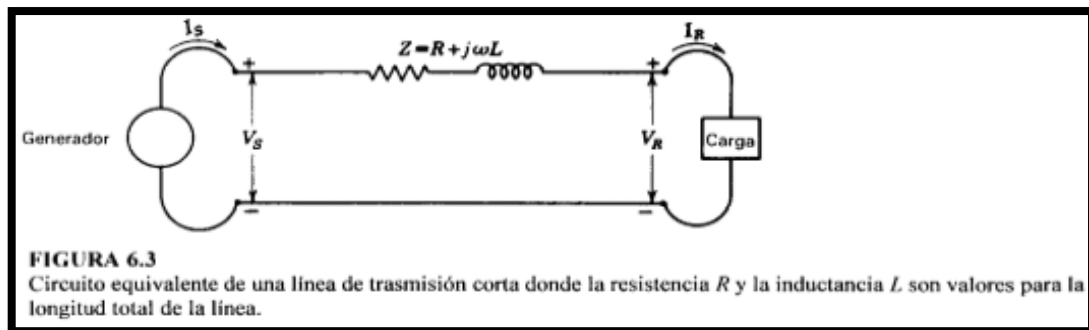 I_S
Z=R+jωL
I_R
+
+
Generador
V_S
V_R
Carga
−
−
FIGURA 6.3
Circuito equivalente de una línea de trasmisión corta donde la resistencia R y la inductancia L son valores para la
longitud total de la línea.